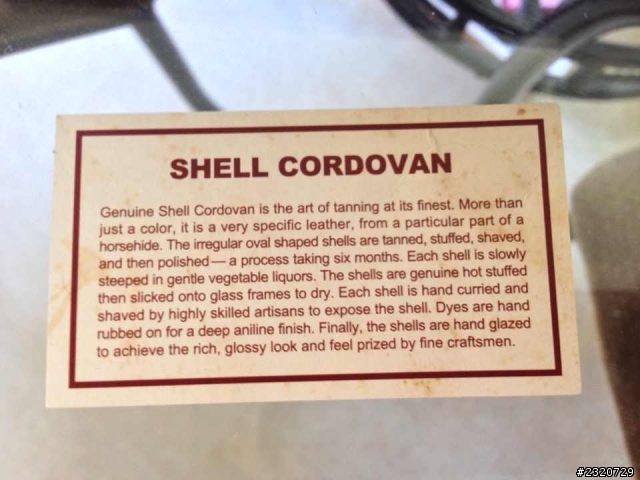 SHELL CORDOVAN
Genuine Shell Cordovan is the art of tanning at its finest. More than
just a color, it is a very specific leather, from a particular part of a
horsehide. The irregular oval shaped shells are tanned, stuffed, shaved,
and then polished — a process taking six months. Each shell is slowly
steeped in gentle vegetable liquors. The shells are genuine hot stuffed
then slicked onto glass frames to dry. Each shell is hand curried and
shaved by highly skilled artisans to expose the shell. Dyes are hand
rubbed on for a deep aniline finish. Finally, the shells are hand glazed
to achieve the rich, glossy look and feel prized by fine craftsmen.
#2320729